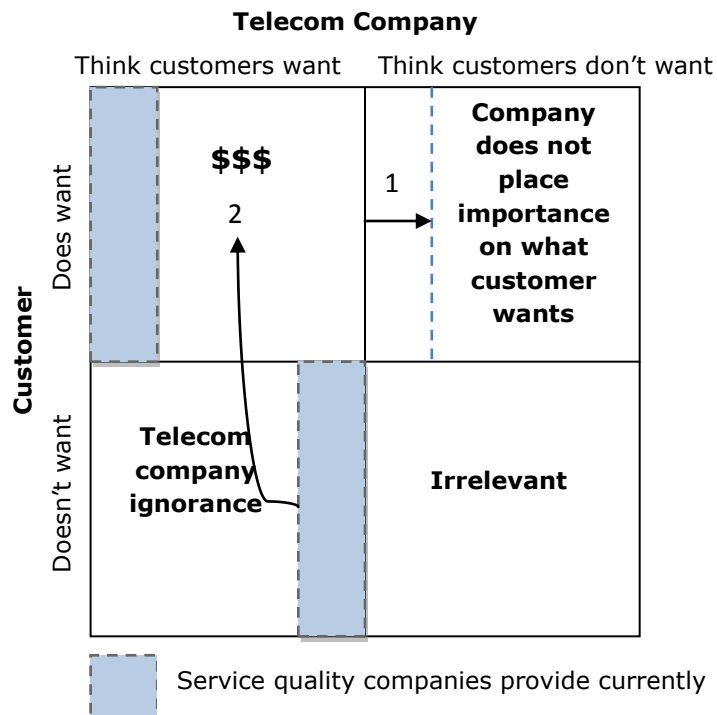 Telecom Company
Think customers want
Think customers don’t want
Customer
Does want
Doesn’t want
$$$
2
1
Company
does not
place
importance
on what
customer
wants
Telecom
company
ignorance
Irrelevant
Service quality companies provide currently